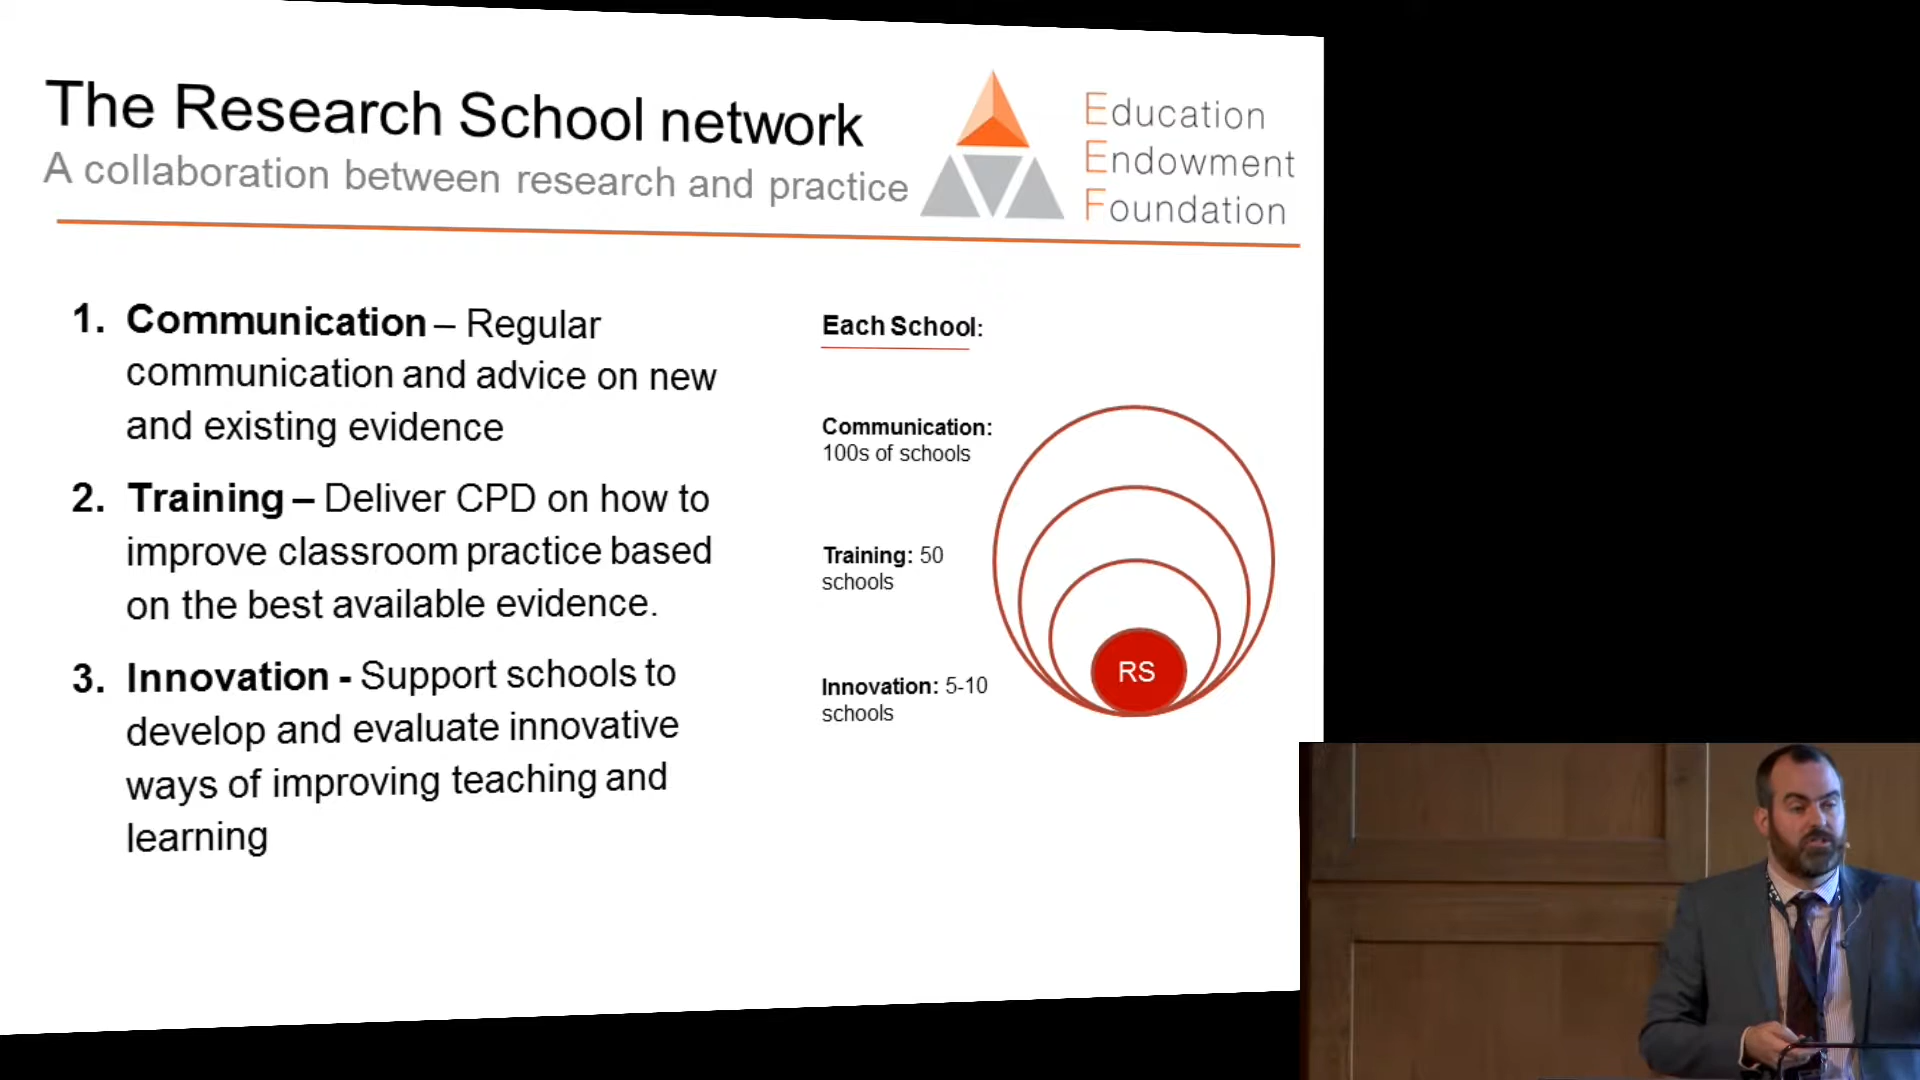 The Research School network
A collaboration between research and practice
Education
Endowment
Foundation
1. Communication – Regular
communication and advice on new
and existing evidence
2. Training – Deliver CPD on how to
improve classroom practice based
on the best available evidence.
3. Innovation - Support schools to
develop and evaluate innovative
ways of improving teaching and
learning
Each School:
Communication:
100s of schools
Training: 50
schools
Innovation: 5-10
schools
RS